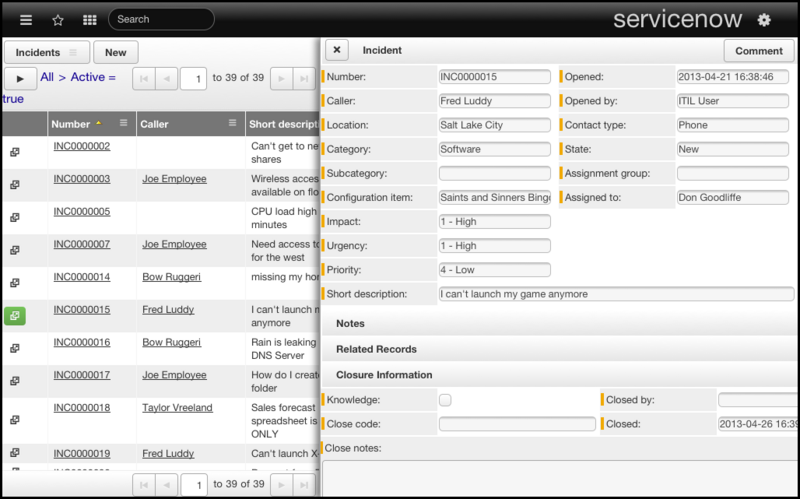 Search
servicenow
Incidents
New
All > Active = true
1 to 39 of 39
Number Caller Short descripti
INC0000002 Can't get to ne
shares
INC0000003 Joe Employee Wireless acces
available on flo
INC0000005 CPU load high
minutes
INC0000007 Joe Employee Need access to
for the west
INC0000014 Bow Ruggeri missing my hor
INC0000015 Fred Luddy I can't launch m
anymore
INC0000016 Bow Ruggeri Rain is leaking
DNS Server
INC0000017 Joe Employee How do I create
folder
INC0000018 Taylor Vreeland Sales forecast
spreadsheet is
ONLY
INC0000019 Fred Luddy Can't launch X-
1 to 39 of 39
Incident
Comment
Number: INC0000015 Opened: 2013-04-21 16:38:46
Caller: Fred Luddy Opened by: ITIL User
Location: Salt Lake City Contact type: Phone
Category: Software State: New
Subcategory: Assignment group:
Configuration item: Saints and Sinners Bing Assigned to: Don Goodliffe
Impact: 1 - High
Urgency: 1 - High
Priority: 4 - Low
Short description: I can't launch my game anymore
Notes
Related Records
Closure Information
Knowledge: Closed by:
Close code: Closed: 2013-04-26 16:39
Close notes: